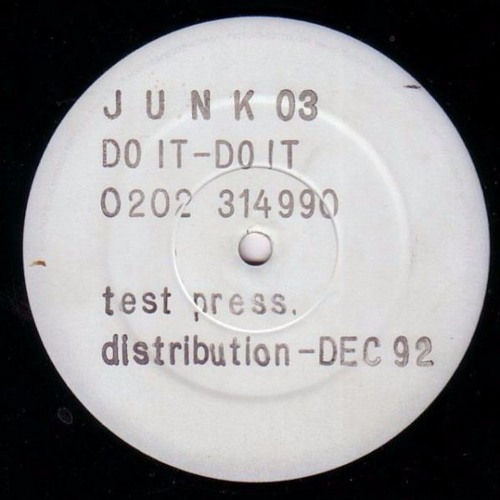 J U N K 03
DO IT-DO IT
0202 314990
test press.
distribution-DEC 92